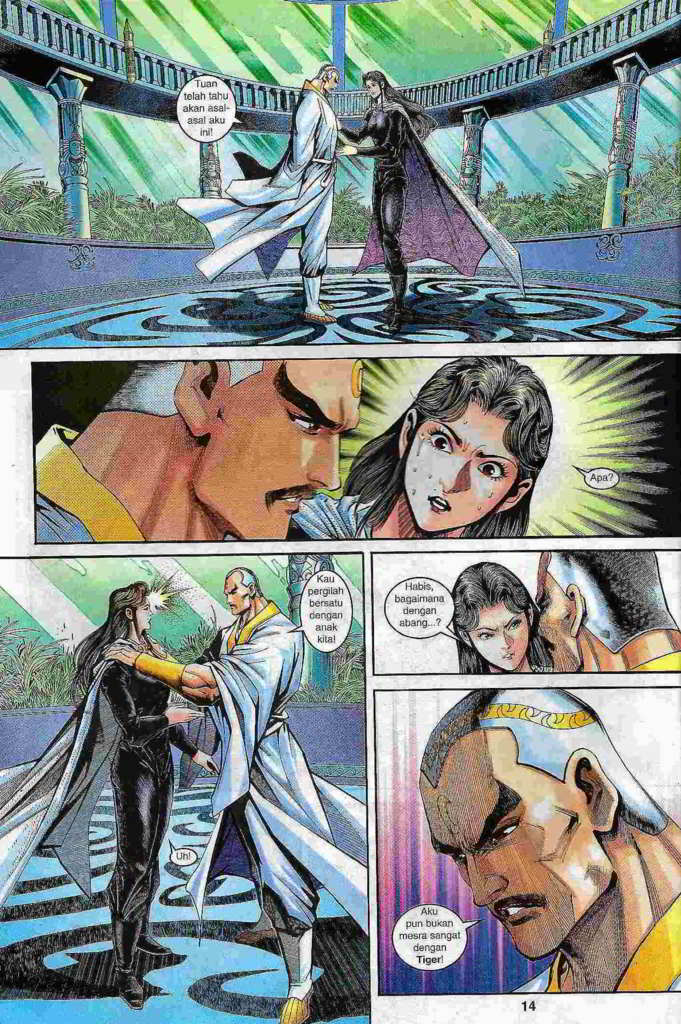 Tuan
telah tahu
akan asal-
asal aku
ini!
Apa?
Kau
pergilah
bersatu
dengan
anak
kita!
Uh!
Habis,
bagaimana
dengan
abang...?
Aku
pun bukan
mesra sangat
dengan
Tiger!
14